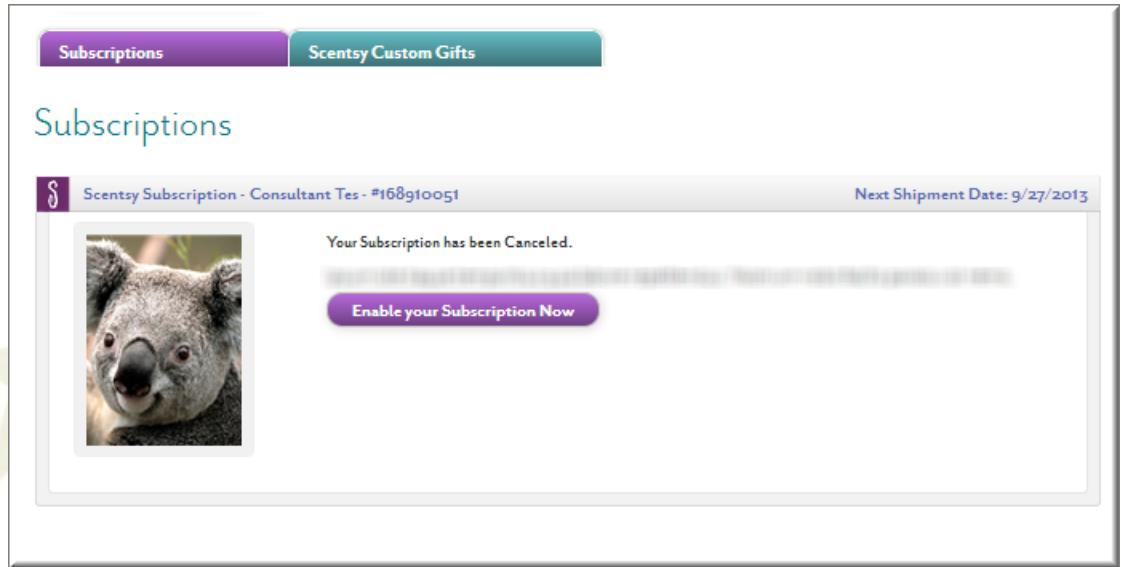 Subscriptions
Scentsy Custom Gifts
Subscriptions
S
Scentsy Subscription - Consultant Tes - #168910051
Next Shipment Date: 9/27/2013
Your Subscription has been Canceled.
Enable your Subscription Now